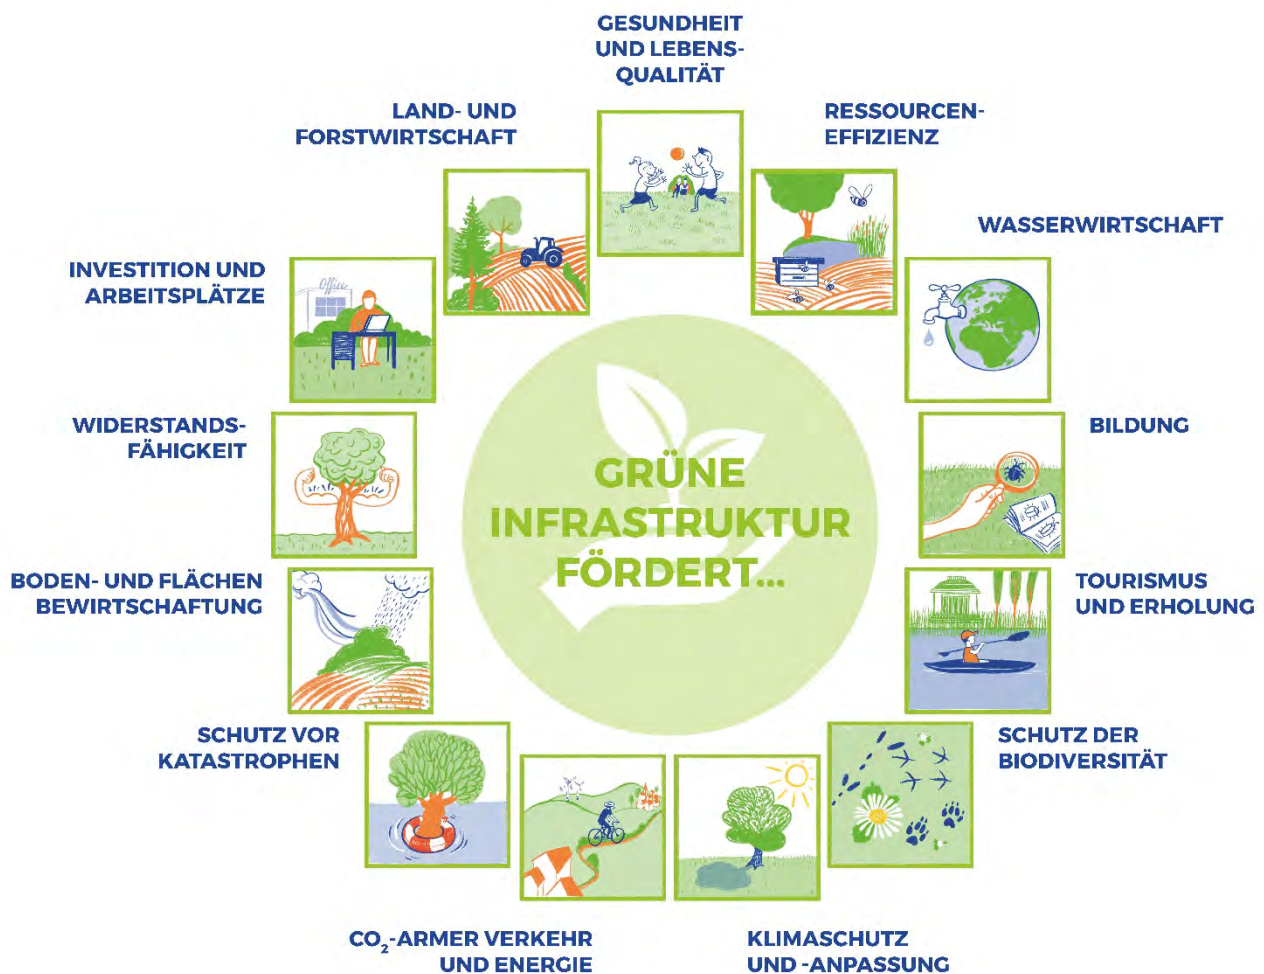 GESUNDHEIT
UND LEBENS-
QUALITÄT
LAND- UND
FORSTWIRTSCHAFT
RESSOURCEN-
EFFIZIENZ
WASSERWIRTSCHAFT
INVESTITION UND
ARBEITSPLÄTZE
Office
WIDERSTANDS-
FÄHIGKEIT
BILDUNG
GRÜNE
INFRASTRUKTUR
FÖRDERT...
BODEN- UND FLÄCHEN
BEWIRTSCHAFTUNG
TOURISMUS
UND ERHOLUNG
SCHUTZ VOR
KATASTROPHEN
SCHUTZ DER
BIODIVERSITÄT
CO₂-ARMER VERKEHR
UND ENERGIE
KLIMASCHUTZ
UND -ANPASSUNG